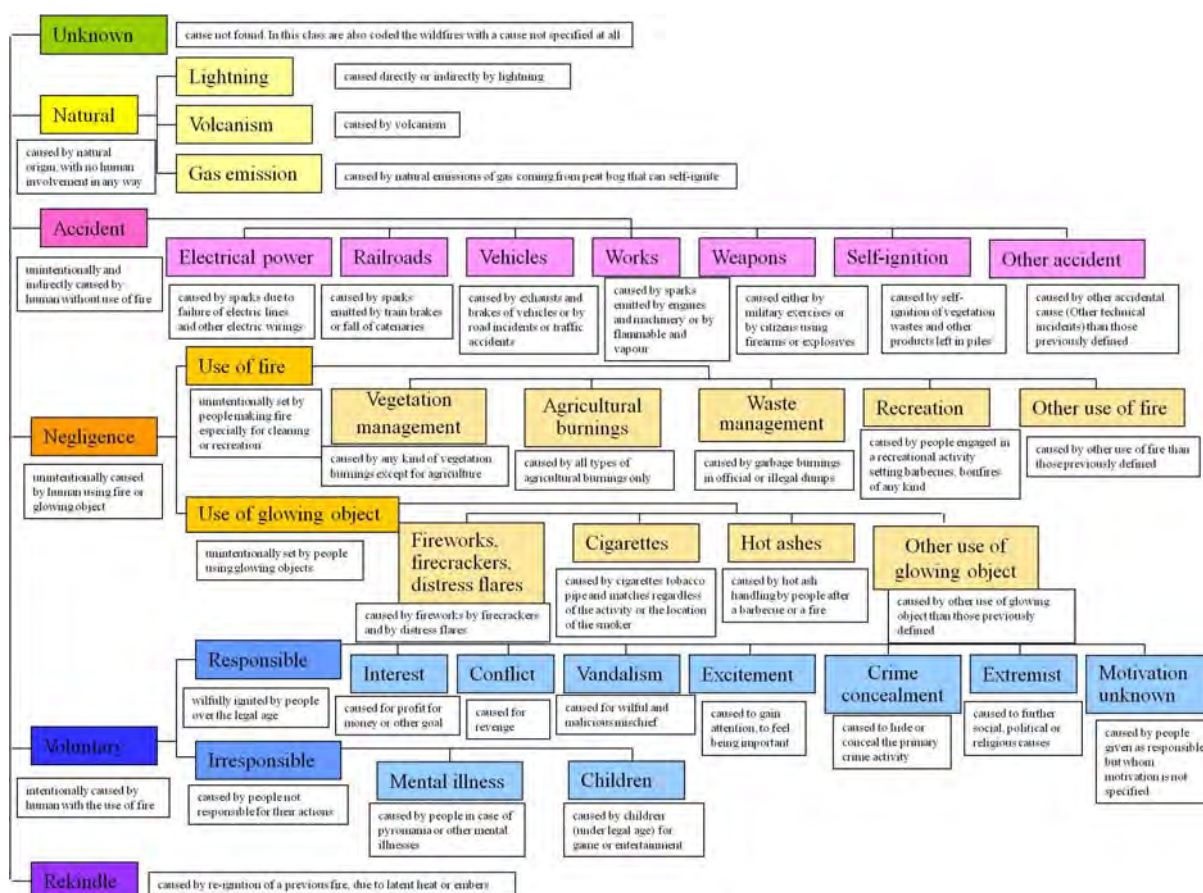 Unknown
cause not found. In this class are also coded the wildfires with a cause not specified at all
Natural
caused by natural
origin, with no human
involvement in any way
Lightning
caused directly or indirectly by lightning
Volcanism
caused by volcanism
Gas emission
caused by natural emissions of gas coming from peat bog that can self-ignite
Accident
unintentionally and
indirectly caused by
human without use of fire
Electrical power
caused by sparks due to
failure of electric lines
and other electric wirings
Railroads
caused by sparks
emitted by train brakes
or fall of catenaries
Vehicles
caused by exhausts and
brakes of vehicles or by
road incidents or traffic
accidents
Works
caused by sparks
emitted by engines
and machinery or by
flammable and
vapour
Weapons
caused either by
military exercises or
by citizens using
firearms or explosives
Self-ignition
caused by self-
ignition of vegetation
wastes and other
products left in piles
Other accident
caused by other accidental
cause (Other technical
incidents) than those
previously defined
Negligence
unintentionally caused
by human using fire or
glowing object
Use of fire
unintentionally set by
people making fire
especially for cleaning
or recreation
Vegetation
management
caused by any kind of vegetation
burnings except for agriculture
Agricultural
burnings
caused by all types of
agricultural burnings only
Waste
management
caused by garbage burnings
in official or illegal dumps
Recreation
caused by people engaged in
a recreational activity
setting barbecues, bonfires
of any kind
Other use of fire
caused by other use of fire than
those previously defined
Use of glowing object
unintentionally set by people
using glowing objects
Fireworks,
firecrackers,
distress flares
caused by fireworks by firecrackers
and by distress flares
Cigarettes
caused by cigarettes tobacco
pipe and matches regardless
of the activity or the location
of the smoker
Hot ashes
caused by hot ash
handling by people after
a barbecue or a fire
Other use of
glowing object
caused by other use of glowing
object than those previously
defined
Voluntary
intentionally caused by
human with the use of fire
Responsible
wilfully ignited by people
over the legal age
Interest
caused for profit for
money or other goal
Conflict
caused for
revenge
Vandalism
caused for wilful and
malicious mischief
Excitement
caused to gain
attention, to feel
being important
Crime
concealment
caused to hide or
conceal the primary
crime activity
Extremist
caused to further
social, political or
religious causes
Motivation
unknown
caused by people
given as responsible
but whom
motivation is not
specified
Irresponsible
caused by people not
responsible for their actions
Mental illness
caused by people in case of
pyromania or other mental
illnesses
Children
caused by children
(under legal age) for
game or entertainment
Rekindle
caused by re-ignition of a previous fire, due to latent heat or embers